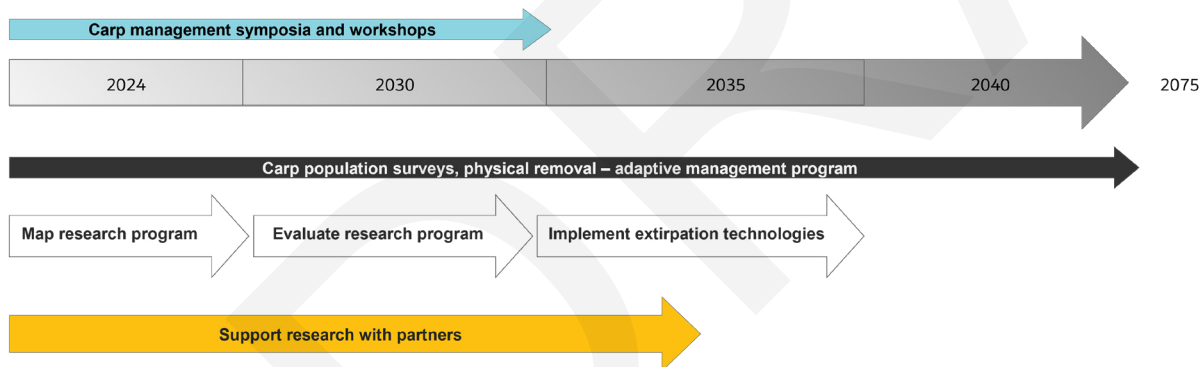 Carp management symposia and workshops
2024 2030 2035 2040 2075
Carp population surveys, physical removal – adaptive management program
Map research program Evaluate research program Implement extirpation technologies
Support research with partners